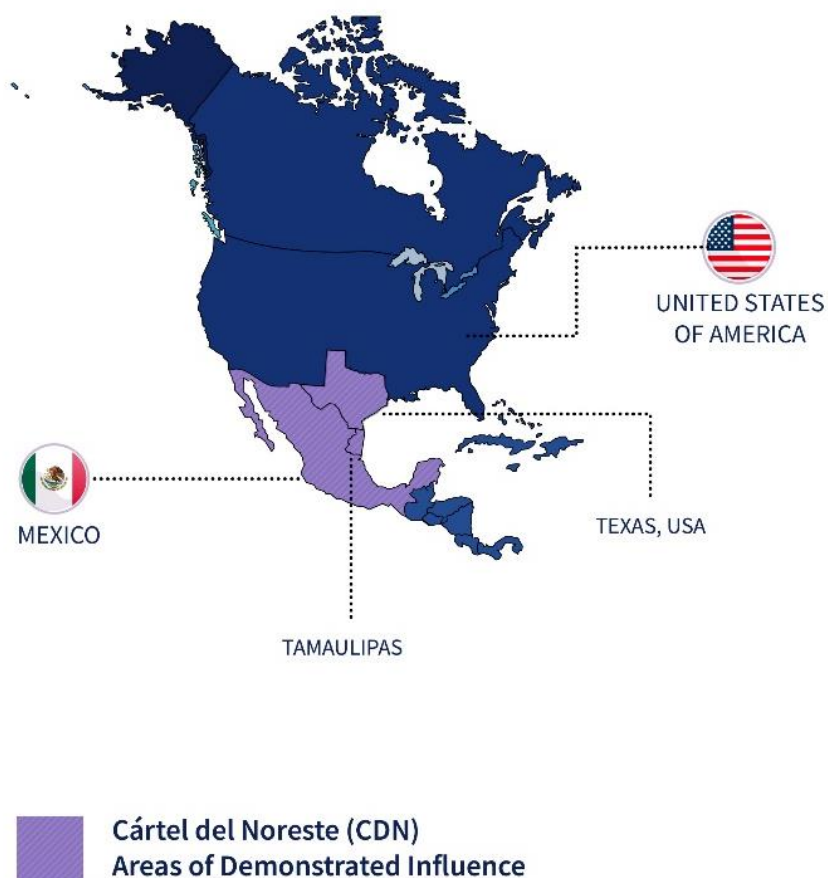 UNITED STATES
OF AMERICA
MEXICO
TEXAS, USA
TAMAULIPAS
Cártel del Noreste (CDN)
Areas of Demonstrated Influence